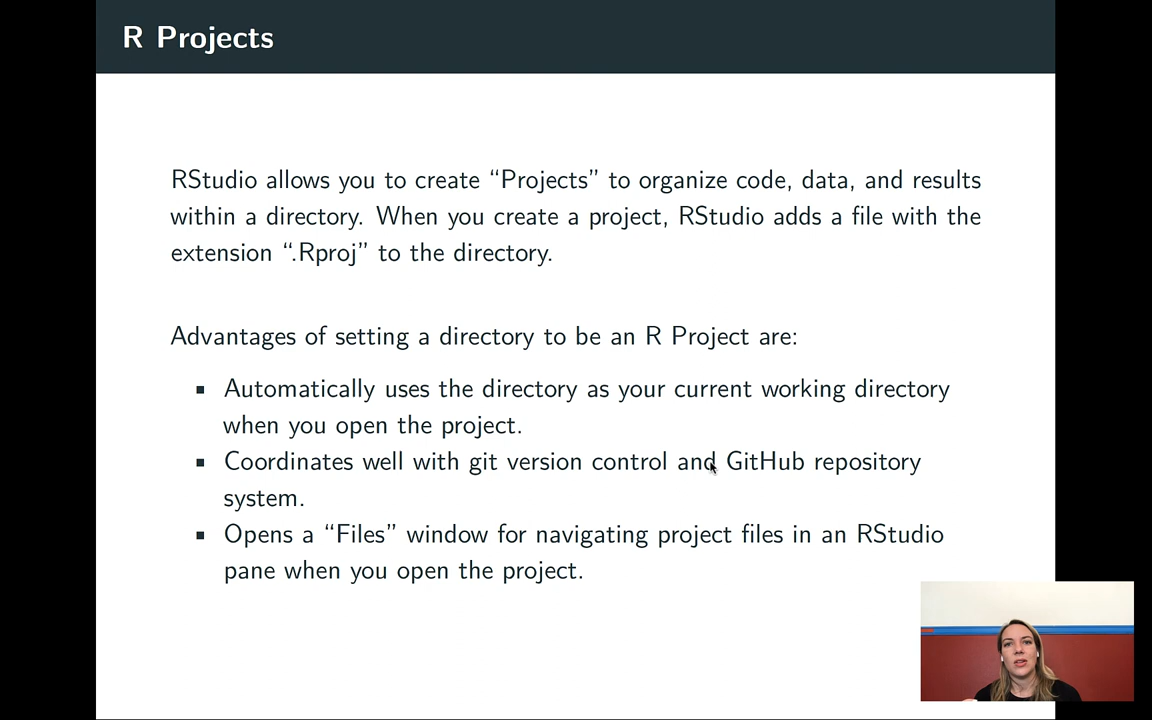 R Projects
RStudio allows you to create “Projects” to organize code, data, and results
within a directory. When you create a project, RStudio adds a file with the
extension “.Rproj” to the directory.
Advantages of setting a directory to be an R Project are:
▪ Automatically uses the directory as your current working directory
when you open the project.
▪ Coordinates well with git version control and GitHub repository
system.
▪ Opens a “Files” window for navigating project files in an RStudio
pane when you open the project.